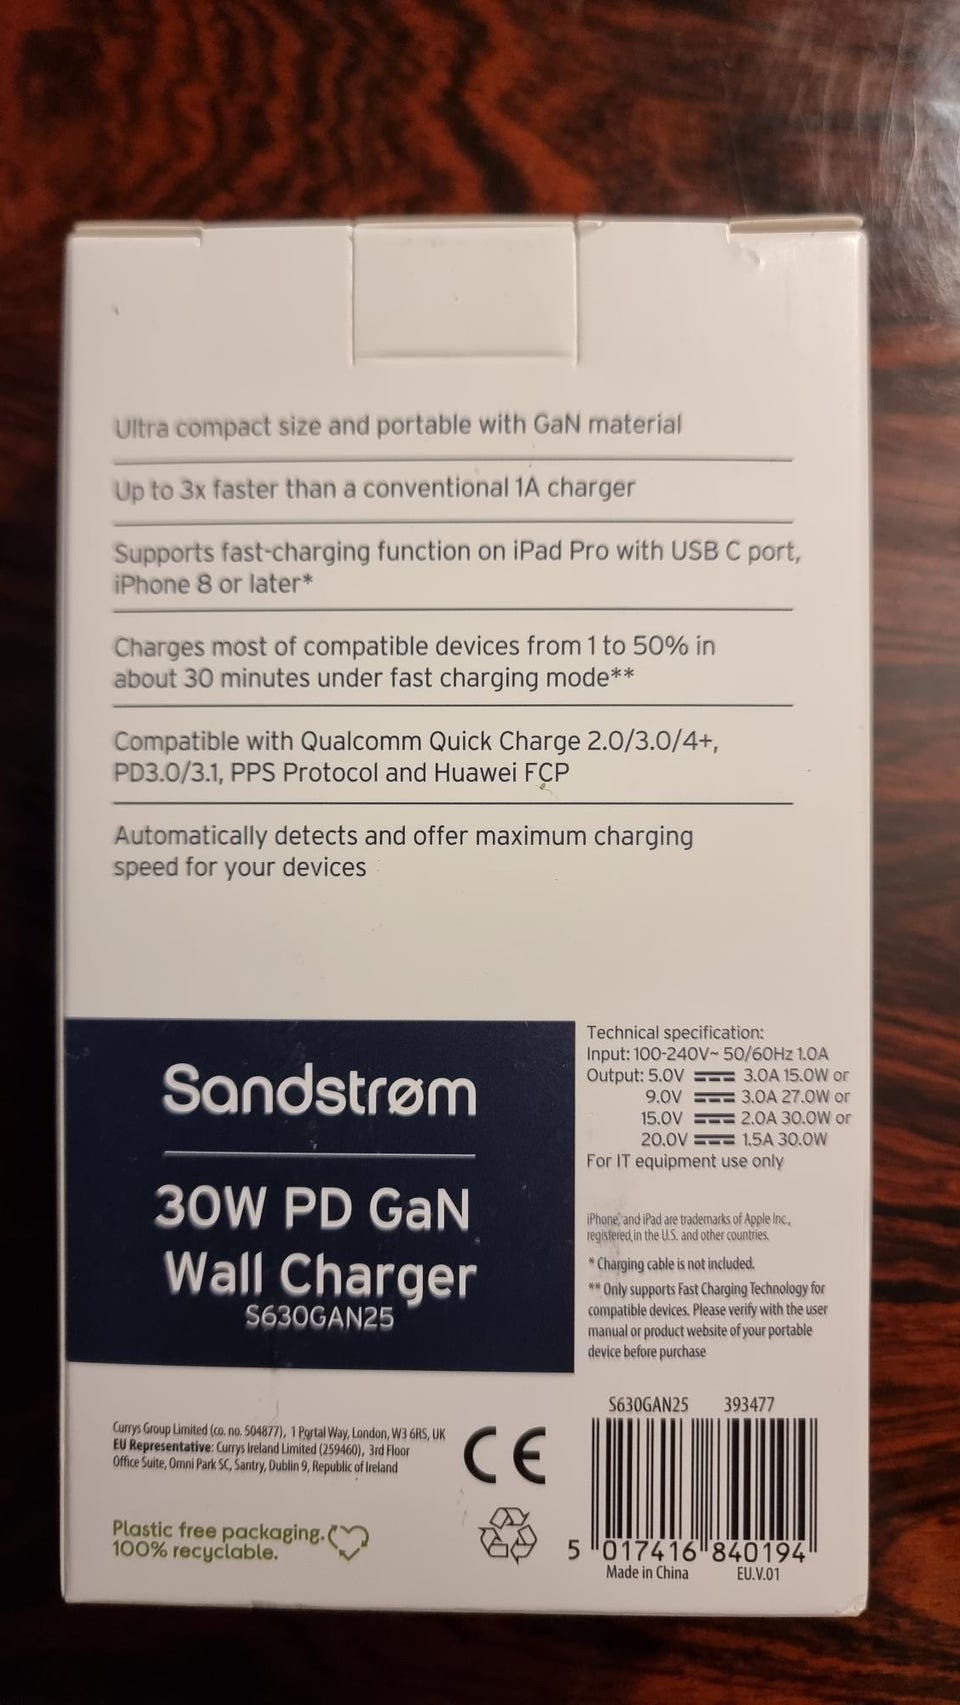 Ultra compact size and portable with GaN material
Up to 3x faster than a conventional 1A charger
Supports fast-charging function on iPad Pro with USB C port,
iPhone 8 or later*
Charges most of compatible devices from 1 to 50% in
about 30 minutes under fast charging mode**
Compatible with Qualcomm Quick Charge 2.0/3.0/4+,
PD3.0/3.1, PPS Protocol and Huawei FCP
Automatically detects and offer maximum charging
speed for your devices
Sandstrøm
30W PD GaN
Wall Charger
S630GAN25
Technical specification:
Input: 100-240V~ 50/60Hz 1.0A
Output: 5.0V ⎓ 3.0A 15.0W or
9.0V ⎓ 3.0A 27.0W or
15.0V ⎓ 2.0A 30.0W or
20.0V ⎓ 1.5A 30.0W
For IT equipment use only
iPhone, and iPad are trademarks of Apple Inc.,
registered in the U.S. and other countries.
* Charging cable is not included.
** Only supports Fast Charging Technology for
compatible devices. Please verify with the user
manual or product website of your portable
device before purchase
Currys Group Limited (co. no. 504877), 1 Portal Way, London, W3 6RS, UK
EU Representative: Currys Ireland Limited (259460), 3rd Floor
Office Suite, Omni Park SC, Santry, Dublin 9, Republic of Ireland
CE
Plastic free packaging.
100% recyclable.
S630GAN25 393477
5 017416 840194
Made in China EU.V.01